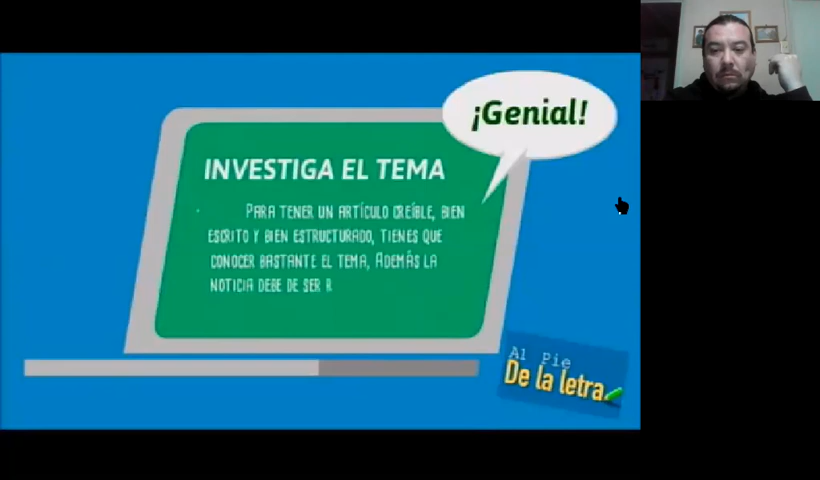 ¡Genial!
INVESTIGA EL TEMA
PARA TENER UN ARTÍCULO CREÍBLE, BIEN
ESCRITO Y BIEN ESTRUCTURADO, TIENES QUE
CONOCER BASTANTE EL TEMA, ADEMÁS LA
NOTICIA DEBE DE SER R
Al Pie
De la letra